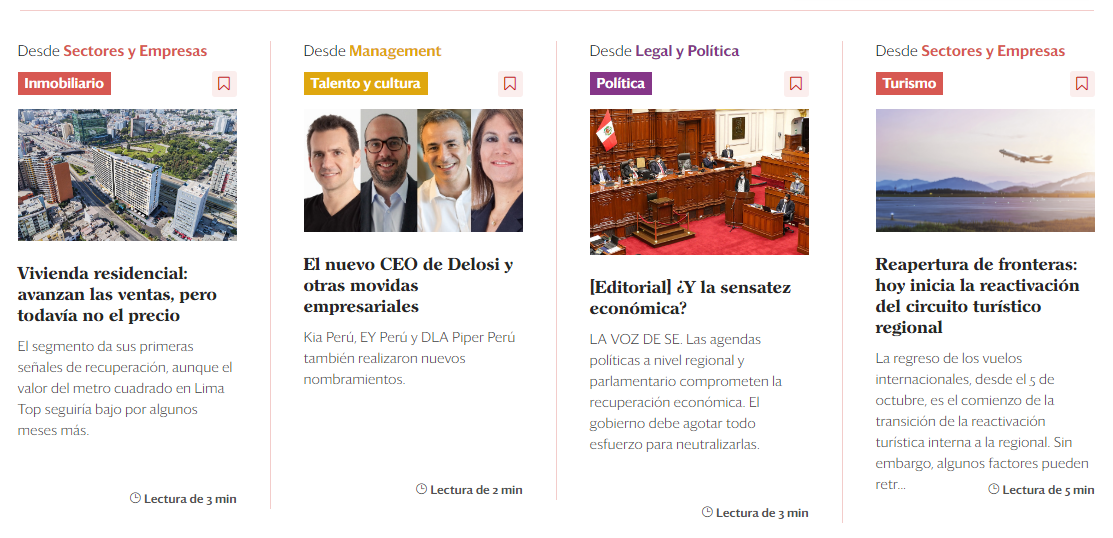 Desde Sectores y Empresas
Inmobiliario
Vivienda residencial:
avanzan las ventas, pero
todavía no el precio
El segmento da sus primeras
señales de recuperación, aunque el
valor del metro cuadrado en Lima
Top seguiría bajo por algunos
meses más.
Lectura de 3 min
Desde Management
Talento y cultura
El nuevo CEO de Delosi y
otras movidas
empresariales
Kia Perú, EY Perú y DLA Piper Perú
también realizaron nuevos
nombramientos.
Lectura de 2 min
Desde Legal y Política
Política
[Editorial] ¿Y la sensatez
económica?
LA VOZ DE SE. Las agendas
políticas a nivel regional y
parlamentario comprometen la
recuperación económica. El
gobierno debe agotar todo
esfuerzo para neutralizarlas.
Lectura de 3 min
Desde Sectores y Empresas
Turismo
Reapertura de fronteras:
hoy inicia la reactivación
del circuito turístico
regional
La regreso de los vuelos
internacionales, desde el 5 de
octubre, es el comienzo de la
transición de la reactivación
turística interna a la regional. Sin
embargo, algunos factores pueden
retr...
Lectura de 5 min